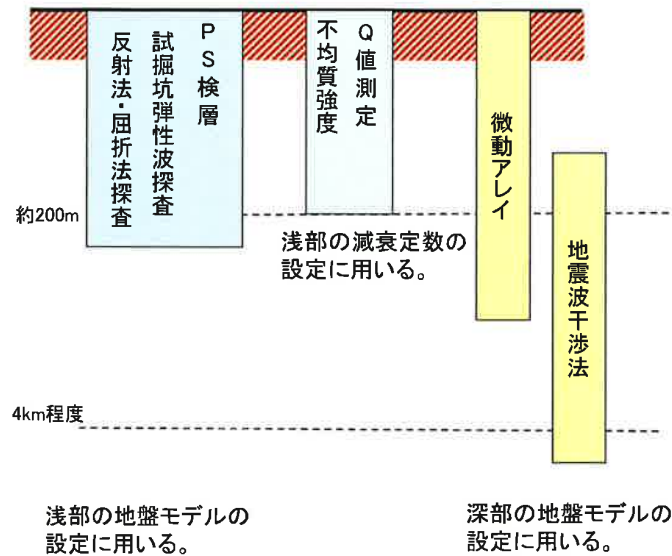 ＰＳ検層
試掘坑弾性波探査
反射法・屈折法探査
Ｑ値測定
不均質強度
微動アレイ
地震波干渉法
約200m
浅部の減衰定数の
設定に用いる。
4km程度
浅部の地盤モデルの
設定に用いる。
深部の地盤モデルの
設定に用いる。